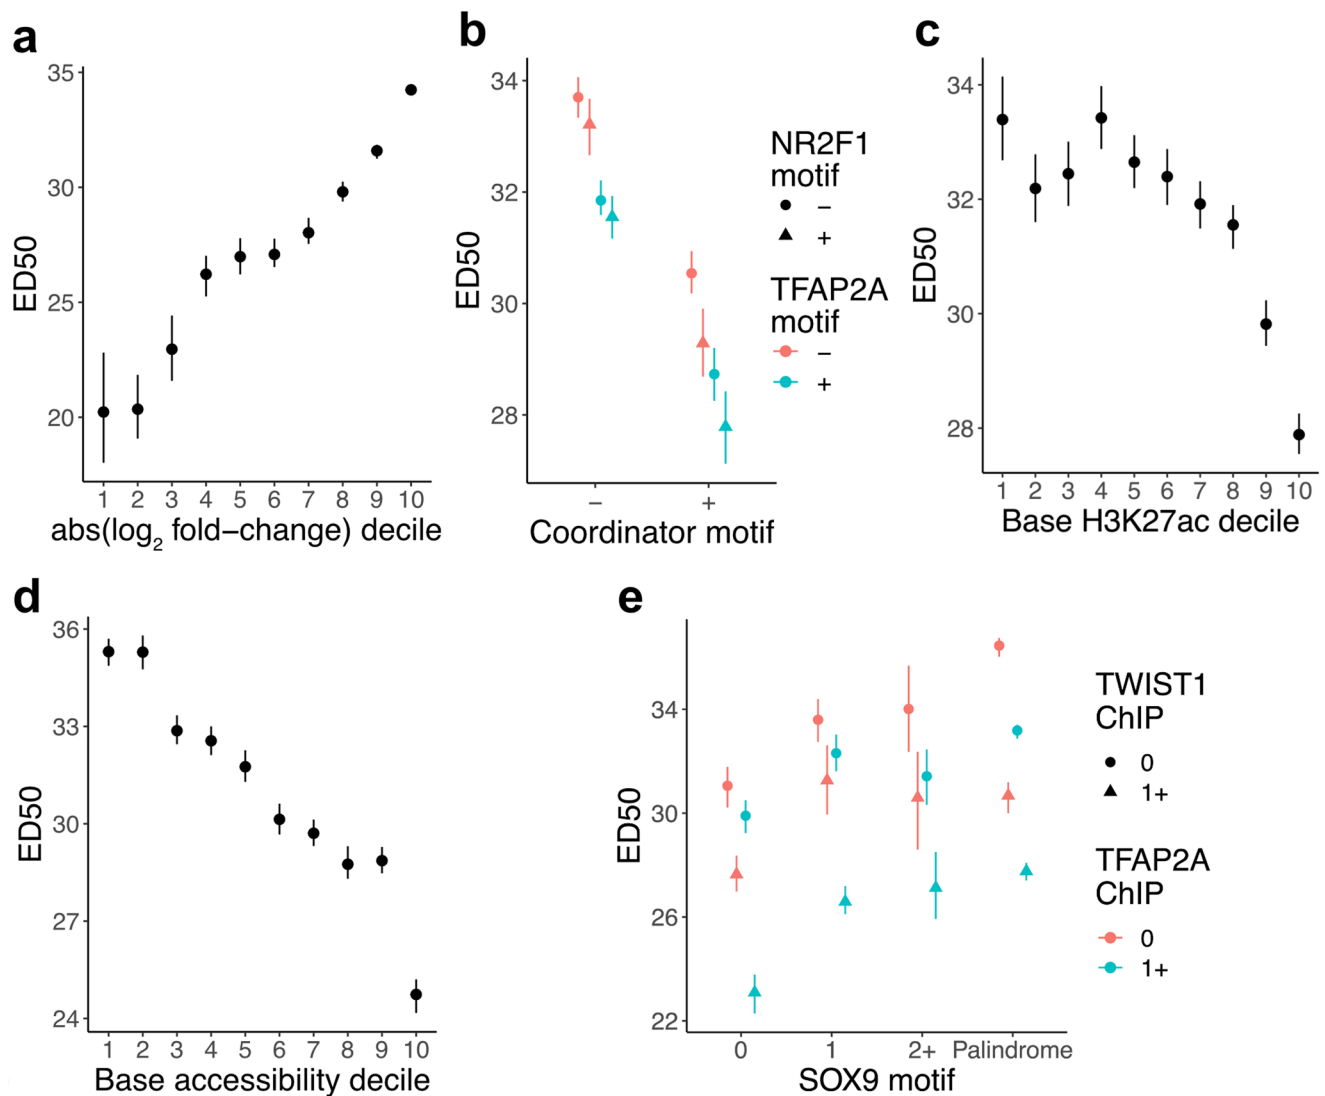 a
35
30
25
20
ED50
1 2 3 4 5 6 7 8 9 10
abs(log2 fold−change) decile
b
34
32
30
28
ED50
− +
Coordinator motif
NR2F1
motif
−
+
TFAP2A
motif
−
+
c
34
32
30
28
ED50
1 2 3 4 5 6 7 8 9 10
Base H3K27ac decile
d
36
33
30
27
24
ED50
1 2 3 4 5 6 7 8 9 10
Base accessibility decile
e
34
30
26
22
ED50
0 1 2+ Palindrome
SOX9 motif
TWIST1
ChIP
0
1+
TFAP2A
ChIP
0
1+